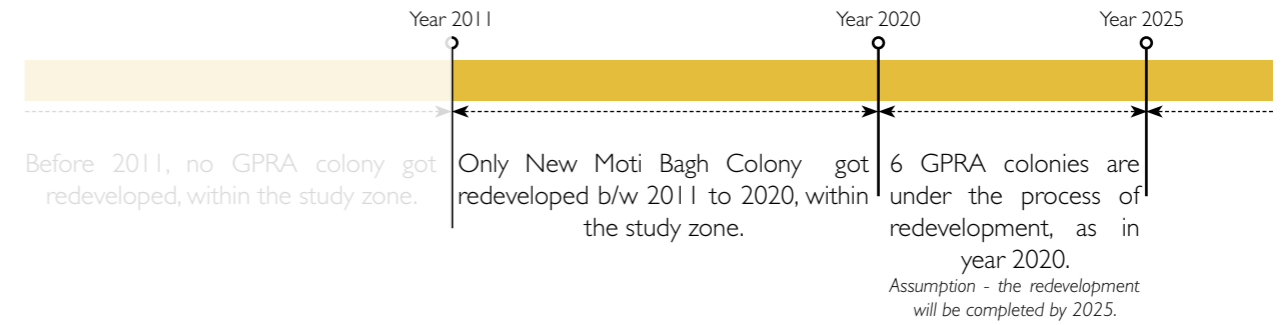 Year 2011
Year 2020
Year 2025
Before 2011, no GPRA colony got
redeveloped, within the study zone.
Only New Moti Bagh Colony got
redeveloped b/w 2011 to 2020, within
the study zone.
6 GPRA colonies are
under the process of
redevelopment, as in
year 2020.
Assumption - the redevelopment
will be completed by 2025.